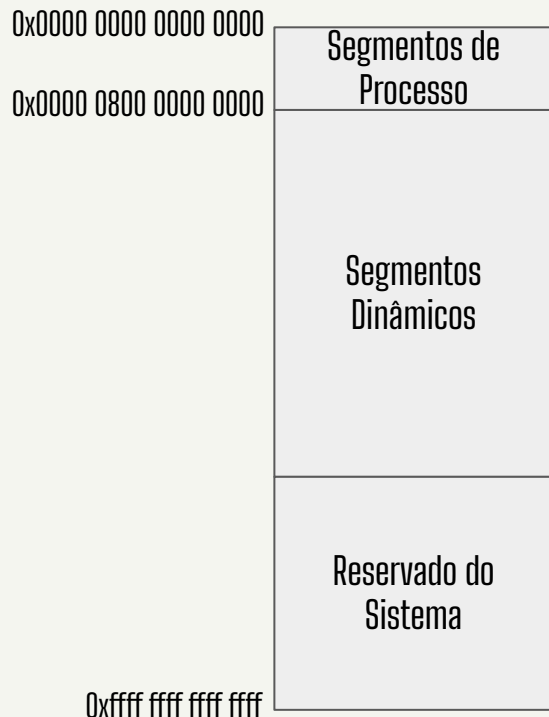 0x0000 0000 0000 0000
Segmentos de
Processo
0x0000 0800 0000 0000
Segmentos
Dinâmicos
Reservado do
Sistema
0xffff ffff ffff ffff